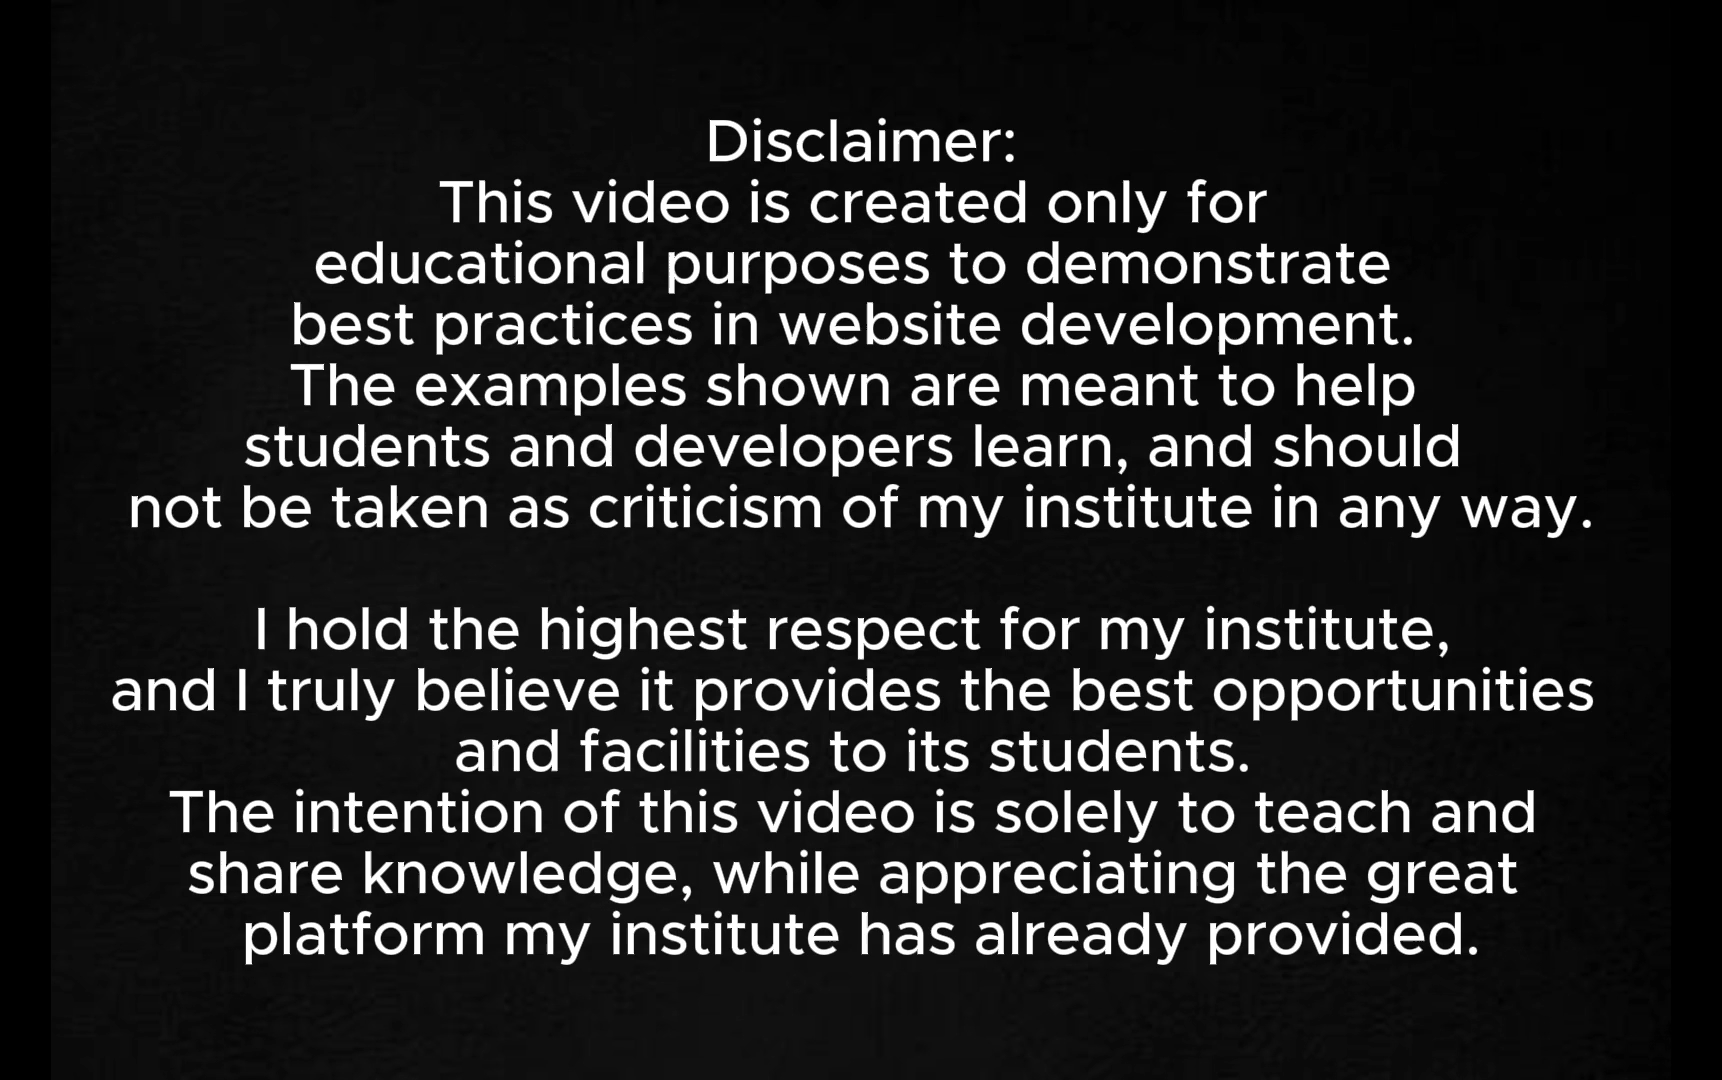 Disclaimer:
This video is created only for
educational purposes to demonstrate
best practices in website development.
The examples shown are meant to help
students and developers learn, and should
not be taken as criticism of my institute in any way.
I hold the highest respect for my institute,
and I truly believe it provides the best opportunities
and facilities to its students.
The intention of this video is solely to teach and
share knowledge, while appreciating the great
platform my institute has already provided.